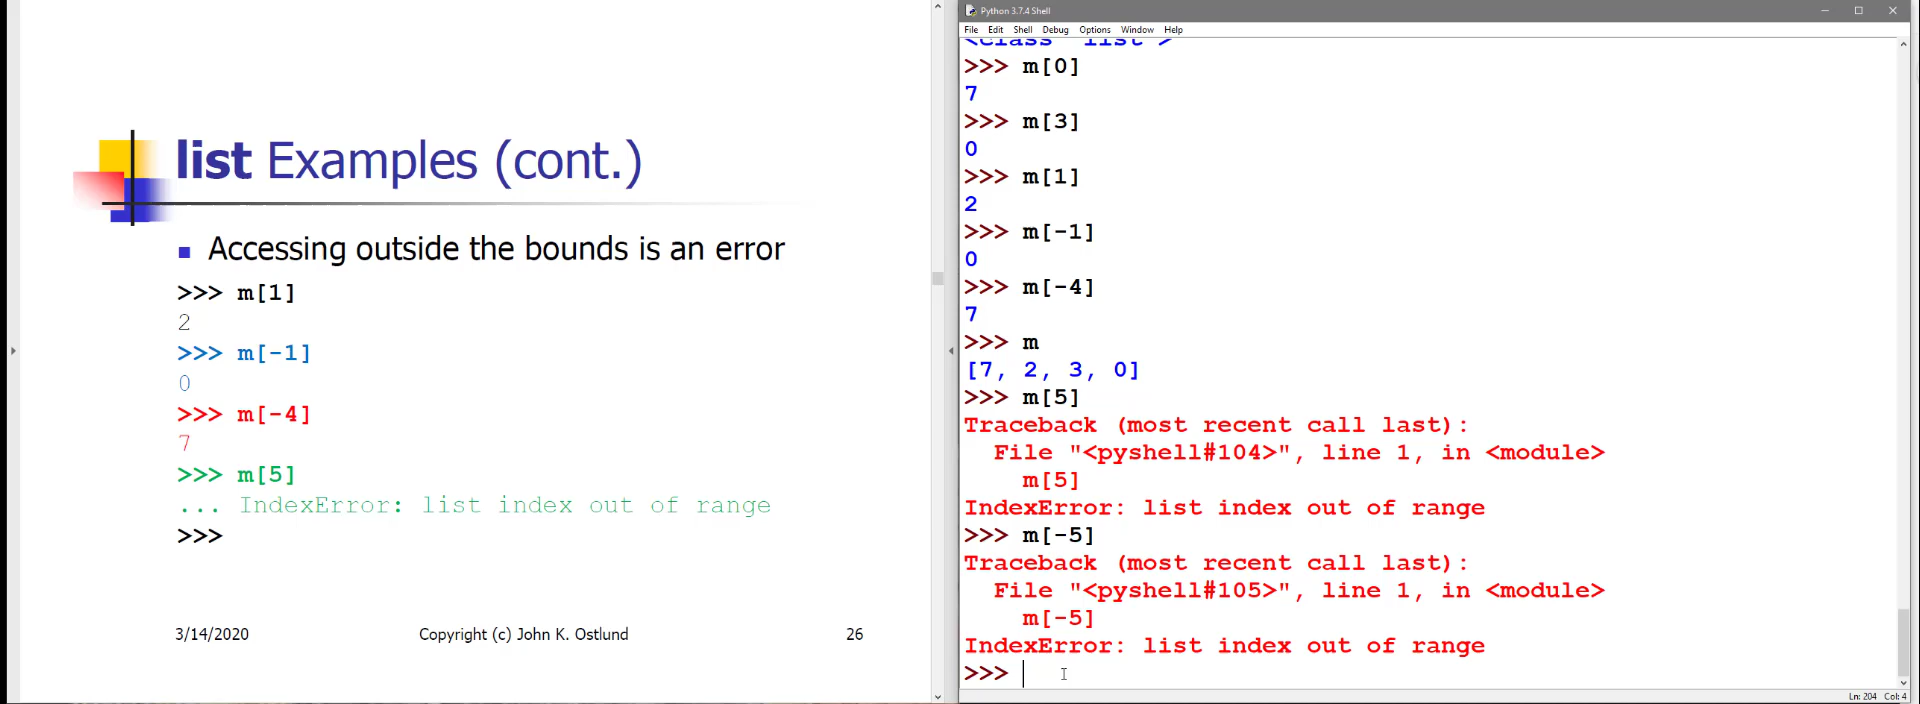 list Examples (cont.)
Accessing outside the bounds is an error
>>> m[1]
2
>>> m[-1]
0
>>> m[-4]
7
>>> m[5]
... IndexError: list index out of range
>>>
3/14/2020 Copyright (c) John K. Ostlund 26
Python 3.7.4 Shell
File Edit Shell Debug Options Window Help
<class 'list'>
>>> m[0]
7
>>> m[3]
0
>>> m[1]
2
>>> m[-1]
0
>>> m[-4]
7
>>> m
[7, 2, 3, 0]
>>> m[5]
Traceback (most recent call last):
  File "<pyshell#104>", line 1, in <module>
    m[5]
IndexError: list index out of range
>>> m[-5]
Traceback (most recent call last):
  File "<pyshell#105>", line 1, in <module>
    m[-5]
IndexError: list index out of range
>>>
Ln: 204 Col: 4